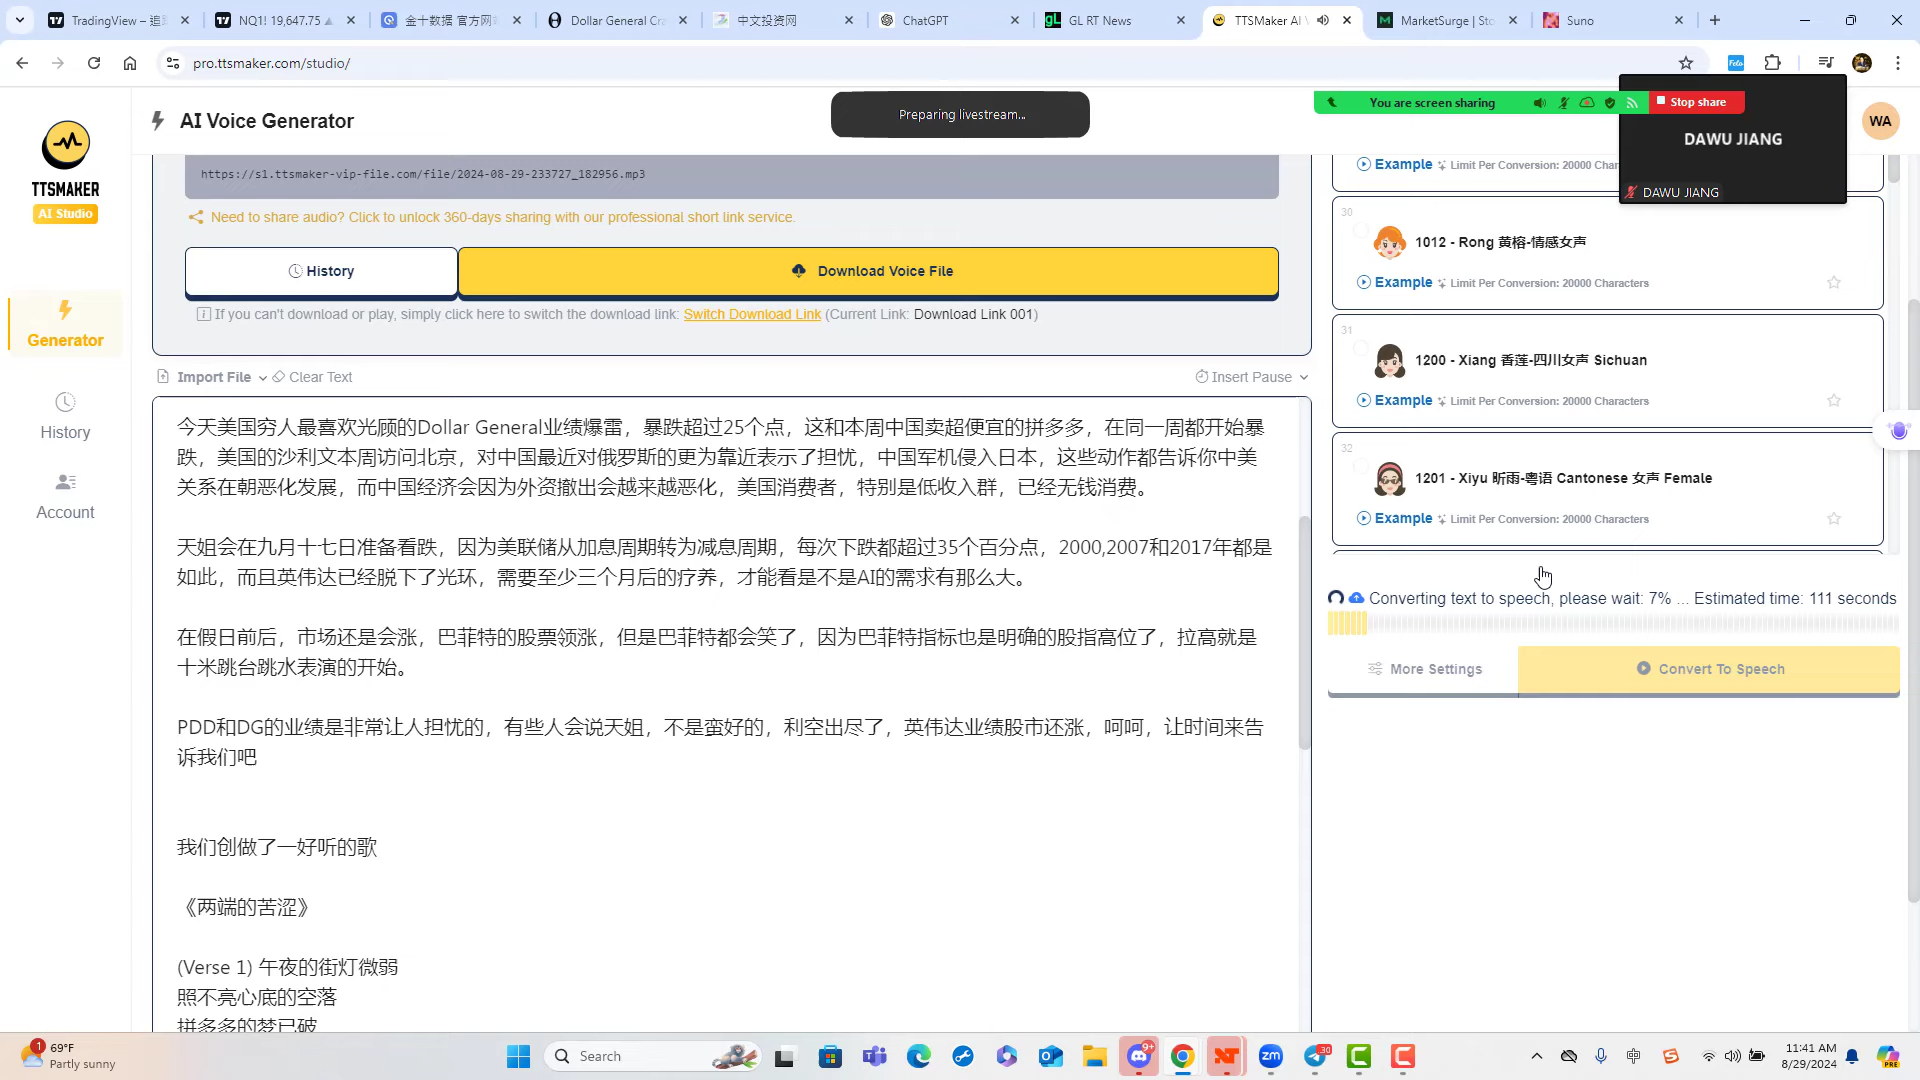 TradingView – 追
NQ1! 19,647.75
金十数据 官方网
Dollar General Cra
中文投资网
ChatGPT
GL RT News
TTSMaker AI
MarketSurge | Sto
Suno
pro.ttsmaker.com/studio/
Preparing livestream...
You are screen sharing
Stop share
DAWU JIANG
DAWU JIANG
WA
TTSMAKER
AI Studio
Generator
History
Account
AI Voice Generator
https://s1.ttsmaker-vip-file.com/file/2024-08-29-233727_182956.mp3
Need to share audio? Click to unlock 360-days sharing with our professional short link service.
History
Download Voice File
If you can't download or play, simply click here to switch the download link: Switch Download Link (Current Link: Download Link 001)
Import File
Clear Text
Insert Pause
今天美国穷人最喜欢光顾的Dollar General业绩爆雷，暴跌超过25个点，这和本周中国卖超便宜的拼多多，在同一周都开始暴
跌，美国的沙利文本周访问北京，对中国最近对俄罗斯的更为靠近表示了担忧，中国军机侵入日本，这些动作都告诉你中美
关系在朝恶化发展，而中国经济会因为外资撤出会越来越恶化，美国消费者，特别是低收入群，已经无钱消费。
天姐会在九月十七日准备看跌，因为美联储从加息周期转为减息周期，每次下跌都超过35个百分点，2000,2007和2017年都是
如此，而且英伟达已经脱下了光环，需要至少三个月后的疗养，才能看是不是AI的需求有那么大。
在假日前后，市场还是会涨，巴菲特的股票领涨，但是巴菲特都会笑了，因为巴菲特指标也是明确的股指高位了，拉高就是
十米跳台跳水表演的开始。
PDD和DG的业绩是非常让人担忧的，有些人会说天姐，不是蛮好的，利空出尽了，英伟达业绩股市还涨，呵呵，让时间来告
诉我们吧
我们创做了一好听的歌
《两端的苦涩》
(Verse 1) 午夜的街灯微弱
照不亮心底的空落
拼多多的梦已破
Example
Limit Per Conversion: 20000 Char
30
1012 - Rong 黄榕-情感女声
Example
Limit Per Conversion: 20000 Characters
31
1200 - Xiang 香莲-四川女声 Sichuan
Example
Limit Per Conversion: 20000 Characters
32
1201 - Xiyu 昕雨-粤语 Cantonese 女声 Female
Example
Limit Per Conversion: 20000 Characters
Converting text to speech, please wait: 7% ... Estimated time: 111 seconds
More Settings
Convert To Speech
69°F
Partly sunny
Search
11:41 AM
8/29/2024